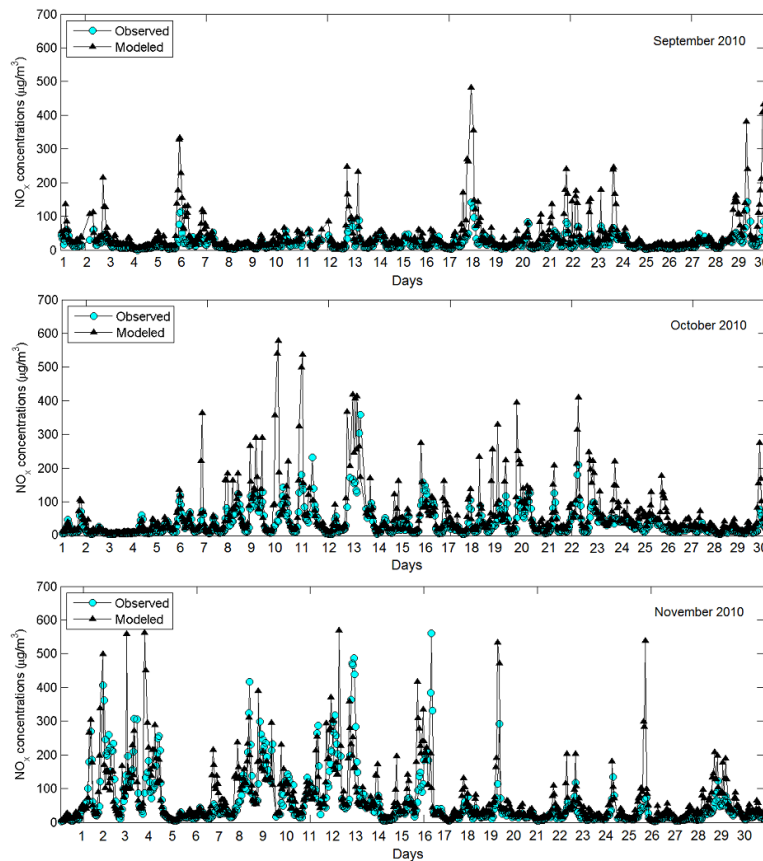 700
600
500
400
300
200
100
0
NOx concentrations (μg/m³)
Observed
Modeled
September 2010
1 2 3 4 5 6 7 8 9 10 11 12 13 14 15 16 17 18 19 20 21 22 23 24 25 26 27 28 29 30
Days
700
600
500
400
300
200
100
0
NOx concentrations (μg/m³)
Observed
Modeled
October 2010
1 2 3 4 5 6 7 8 9 10 11 12 13 14 15 16 17 18 19 20 21 22 23 24 25 26 27 28 29 30
Days
700
600
500
400
300
200
100
0
NOx concentrations (μg/m³)
Observed
Modeled
November 2010
1 2 3 4 5 6 7 8 9 10 11 12 13 14 15 16 17 18 19 20 21 22 23 24 25 26 27 28 29 30
Days